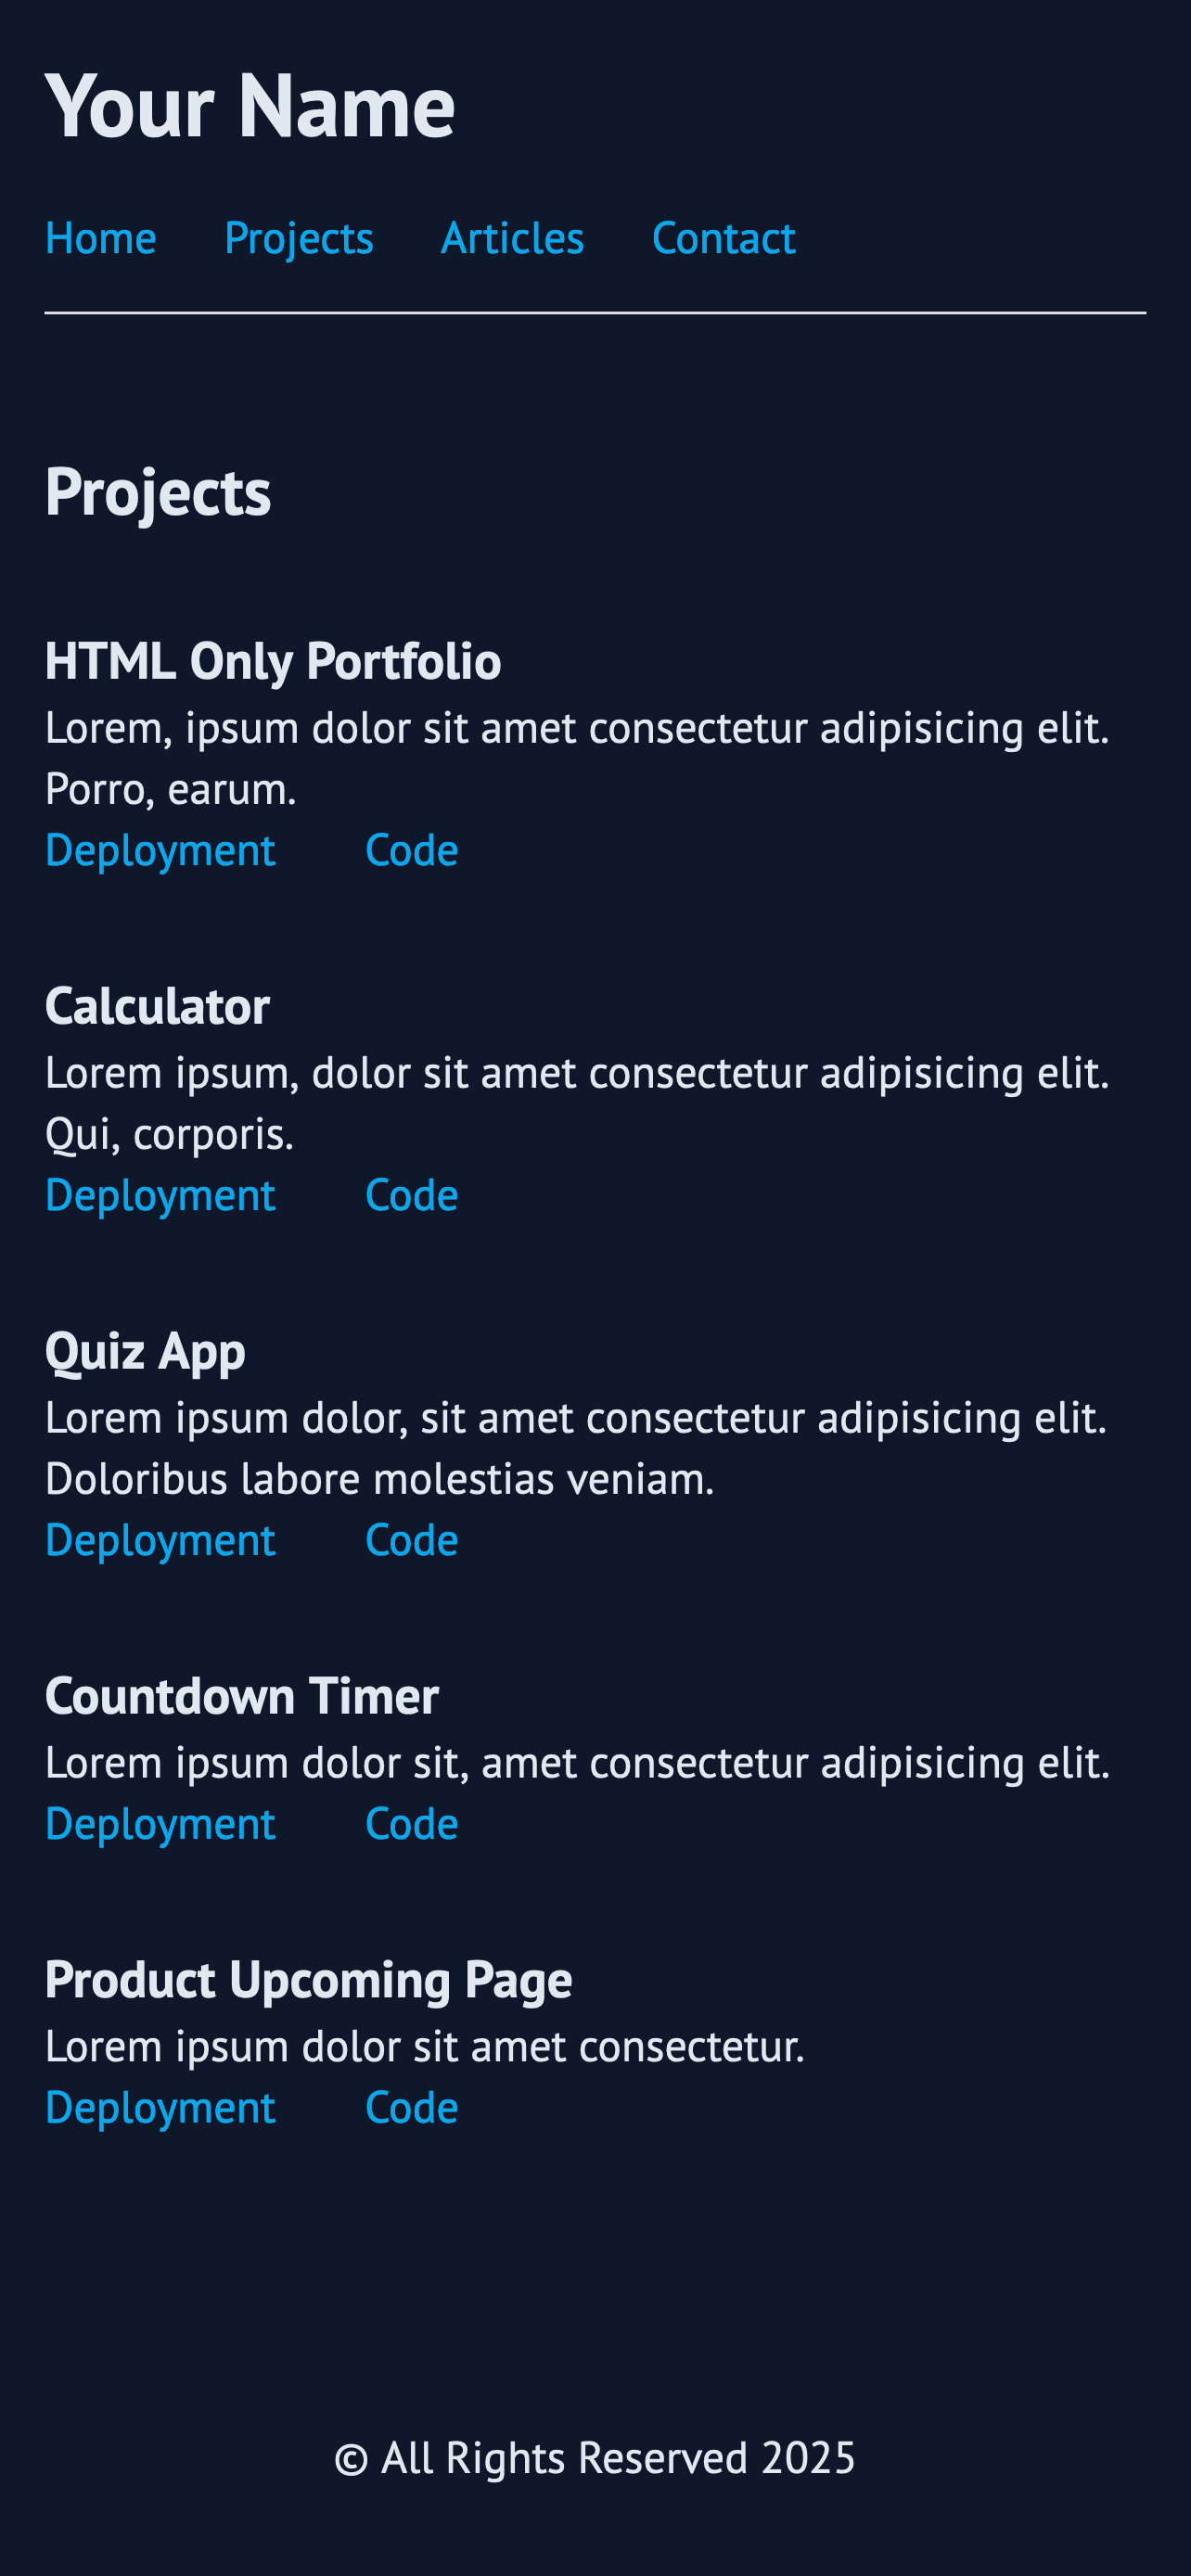 Your Name
Home Projects Articles Contact
Projects
HTML Only Portfolio
Lorem, ipsum dolor sit amet consectetur adipisicing elit.
Porro, earum.
Deployment Code
Calculator
Lorem ipsum, dolor sit amet consectetur adipisicing elit.
Qui, corporis.
Deployment Code
Quiz App
Lorem ipsum dolor, sit amet consectetur adipisicing elit.
Doloribus labore molestias veniam.
Deployment Code
Countdown Timer
Lorem ipsum dolor sit, amet consectetur adipisicing elit.
Deployment Code
Product Upcoming Page
Lorem ipsum dolor sit amet consectetur.
Deployment Code
© All Rights Reserved 2025